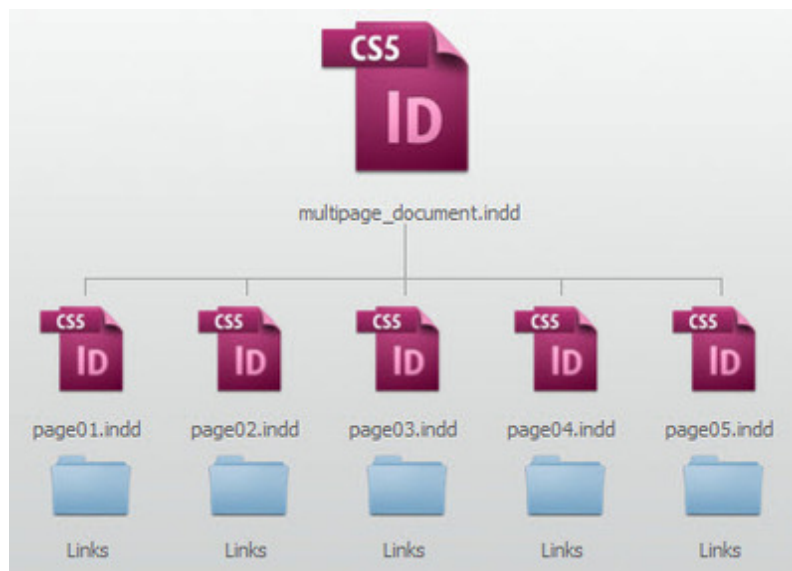 CS5
ID
multipage_document.indd
CS5 CS5 CS5 CS5 CS5
ID ID ID ID ID
page01.indd page02.indd page03.indd page04.indd page05.indd
Links Links Links Links Links